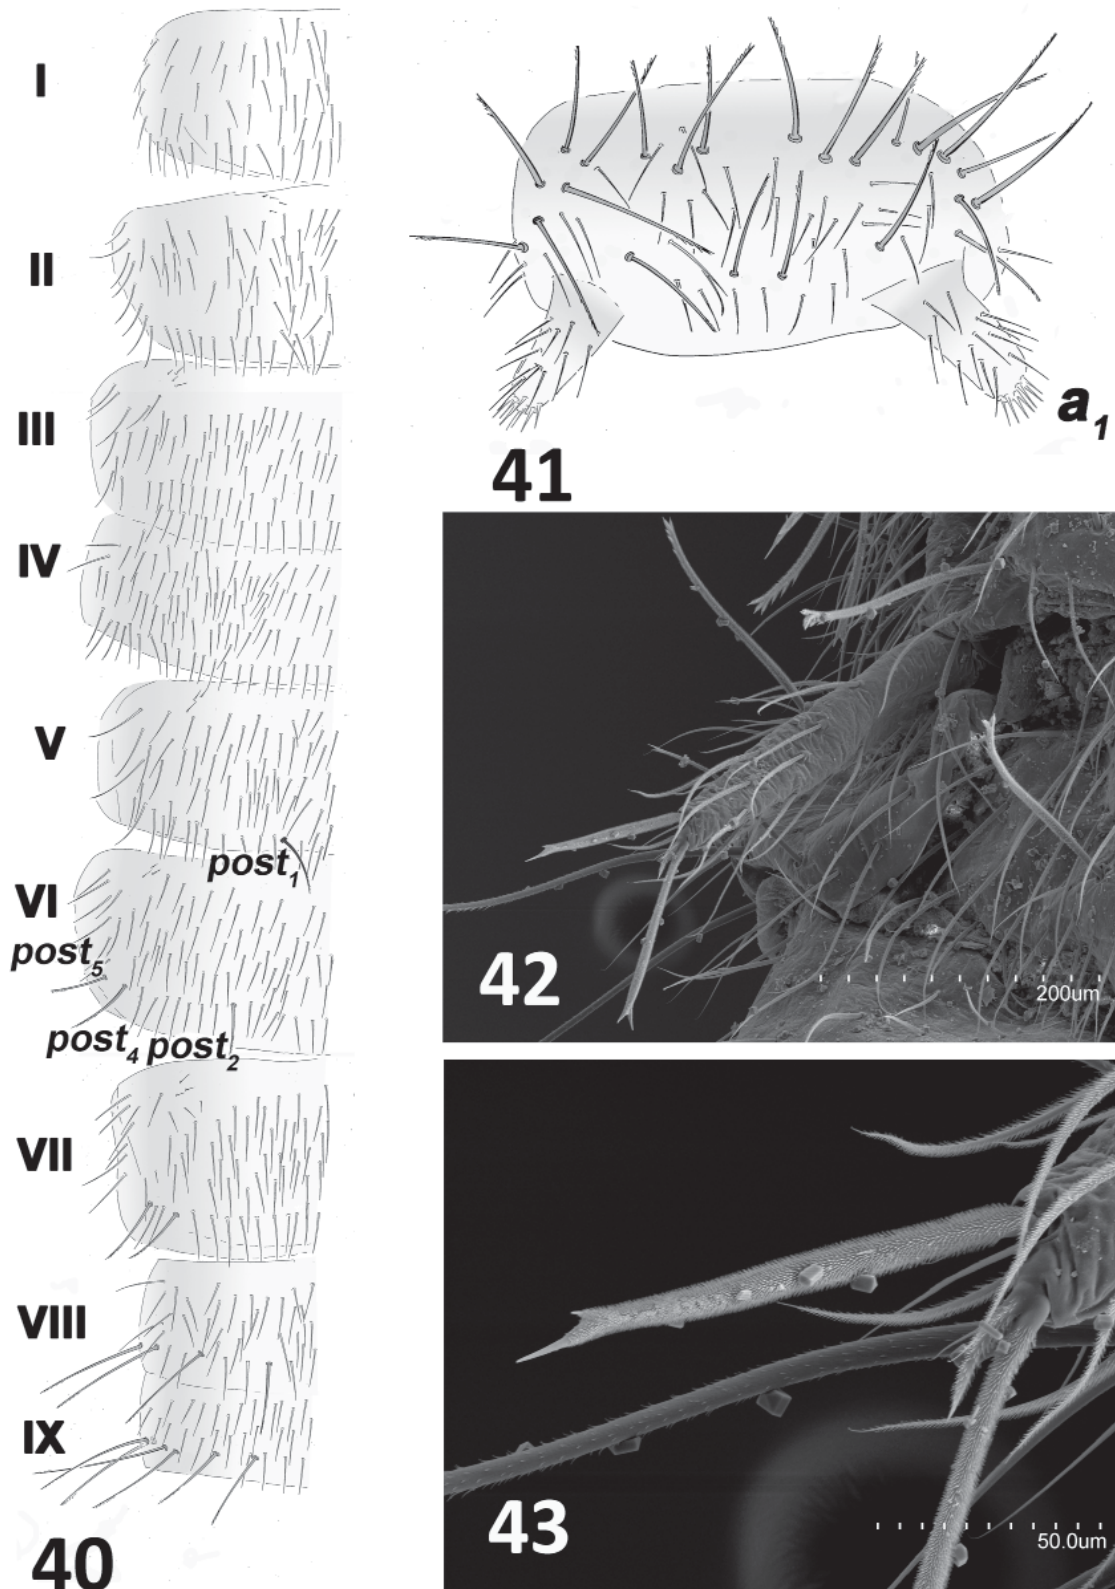 I
II
III
IV
V
post1
VI
post5
post4 post2
VII
VIII
IX
40
a1
41
42
200um
43
50.0um